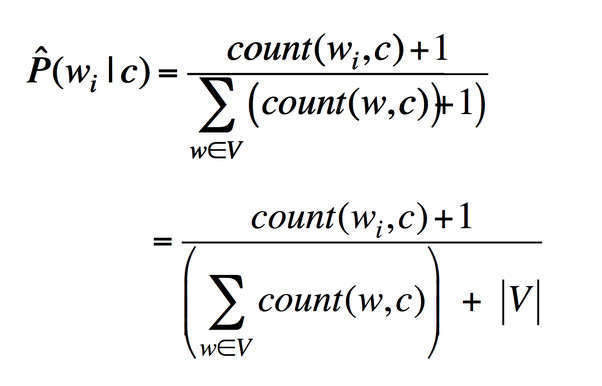 P̂(wᵢ | c) = count(wᵢ,c)+1
∑ (count(w,c))+1)
w∈V
= count(wᵢ,c)+1
(∑ count(w,c)) + |V|
w∈V